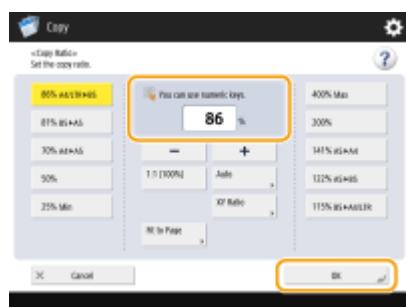 Copy
<Copy Ratio>
Set the copy ratio.
?
86% A4/LTR▸B5
You can use numeric keys.
400% Max
81% B5▸A5
86 %
200%
70% A4▸A5
−
+
141% A5▸A4
50%
1:1 (100%)
Auto
122% A5▸B5
25% Min
XY Ratio
115% B5▸A4/LTR
Fit to Page
Cancel
OK